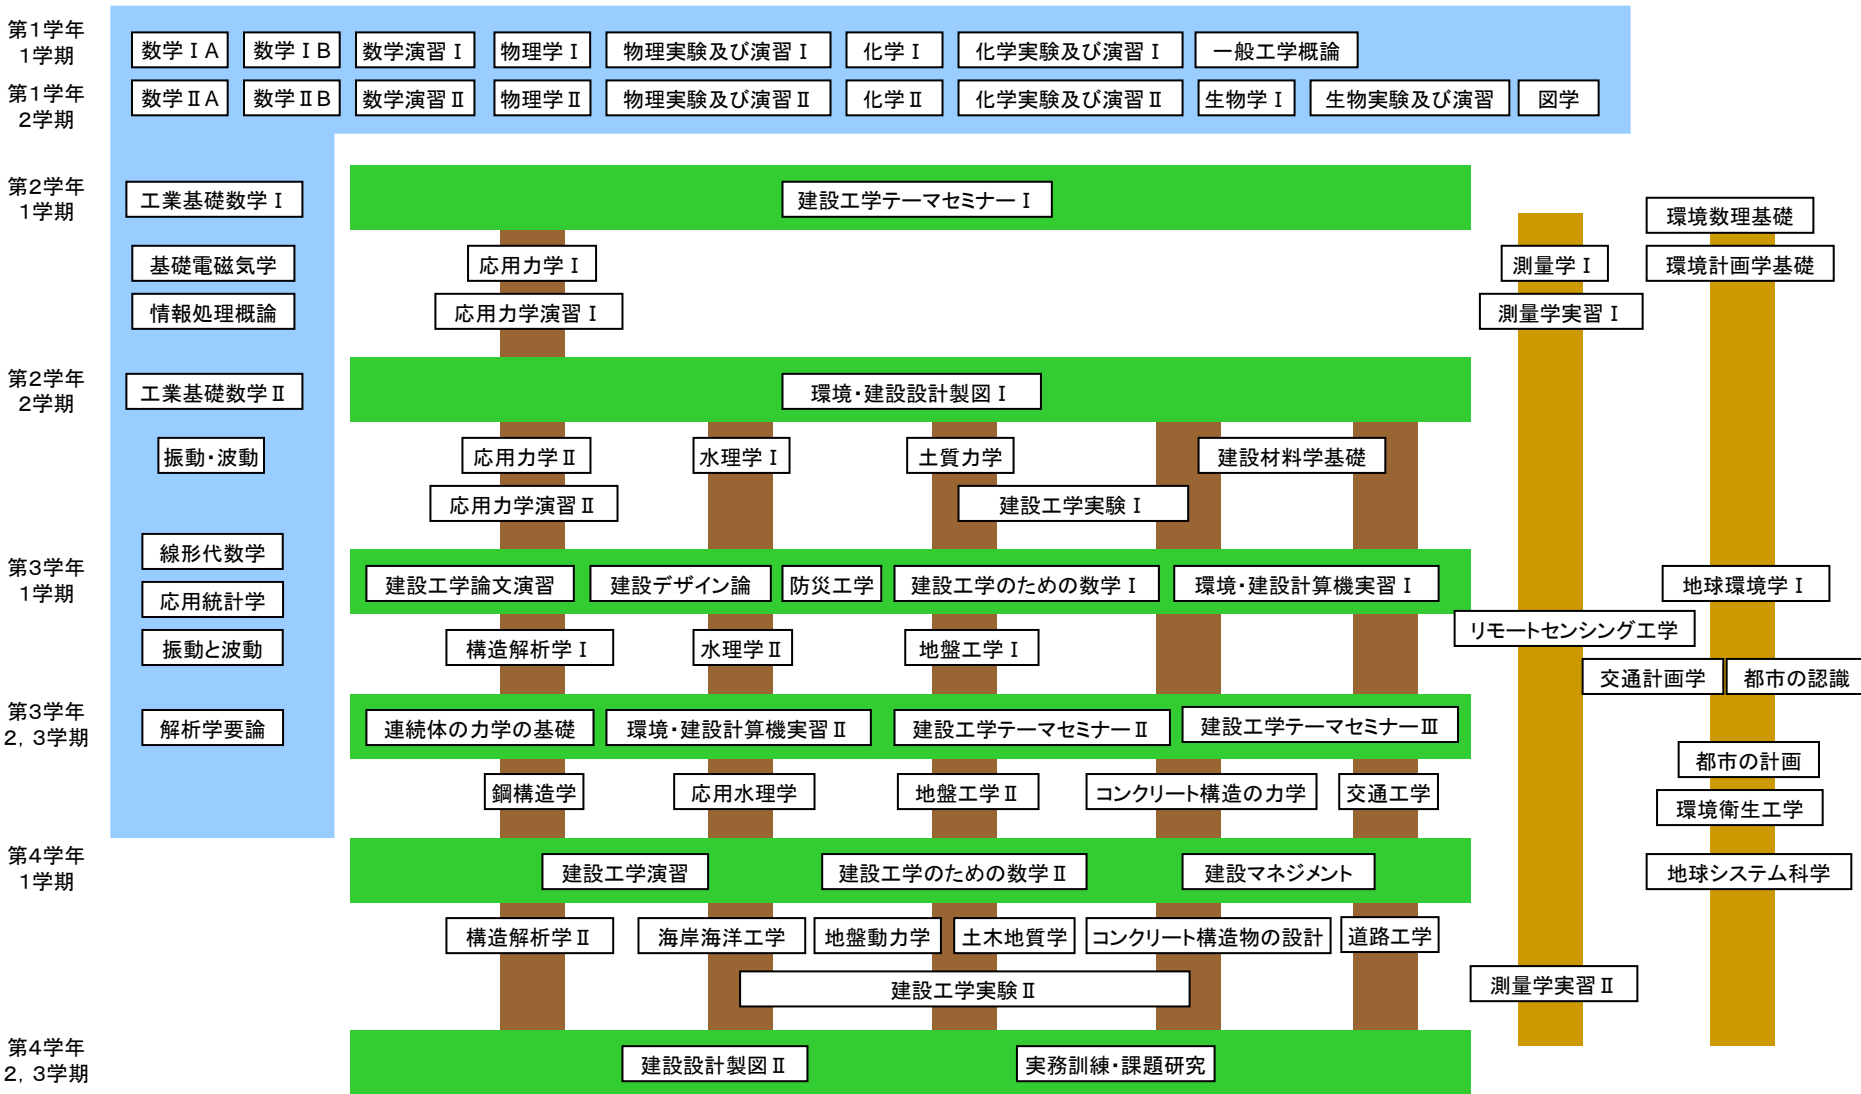 第1学年
1学期
数学ⅠA
数学ⅠB
数学演習Ⅰ
物理学Ⅰ
物理実験及び演習Ⅰ
化学Ⅰ
化学実験及び演習Ⅰ
一般工学概論
第1学年
2学期
数学ⅡA
数学ⅡB
数学演習Ⅱ
物理学Ⅱ
物理実験及び演習Ⅱ
化学Ⅱ
化学実験及び演習Ⅱ
生物学Ⅰ
生物実験及び演習
図学
第2学年
1学期
工業基礎数学Ⅰ
建設工学テーマセミナーⅠ
環境数理基礎
基礎電磁気学
応用力学Ⅰ
測量学Ⅰ
環境計画学基礎
情報処理概論
応用力学演習Ⅰ
測量学実習Ⅰ
第2学年
2学期
工業基礎数学Ⅱ
環境・建設設計製図Ⅰ
振動・波動
応用力学Ⅱ
水理学Ⅰ
土質力学
建設材料学基礎
応用力学演習Ⅱ
建設工学実験Ⅰ
線形代数学
第3学年
1学期
応用統計学
建設工学論文演習
建設デザイン論
防災工学
建設工学のための数学Ⅰ
環境・建設計算機実習Ⅰ
地球環境学Ⅰ
リモートセンシング工学
振動と波動
構造解析学Ⅰ
水理学Ⅱ
地盤工学Ⅰ
交通計画学
都市の認識
第3学年
2, 3学期
解析学要論
連続体の力学の基礎
環境・建設計算機実習Ⅱ
建設工学テーマセミナーⅡ
建設工学テーマセミナーⅢ
都市の計画
鋼構造学
応用水理学
地盤工学Ⅱ
コンクリート構造の力学
交通工学
環境衛生工学
第4学年
1学期
建設工学演習
建設工学のための数学Ⅱ
建設マネジメント
地球システム科学
構造解析学Ⅱ
海岸海洋工学
地盤動力学
土木地質学
コンクリート構造物の設計
道路工学
建設工学実験Ⅱ
測量学実習Ⅱ
第4学年
2, 3学期
建設設計製図Ⅱ
実務訓練・課題研究